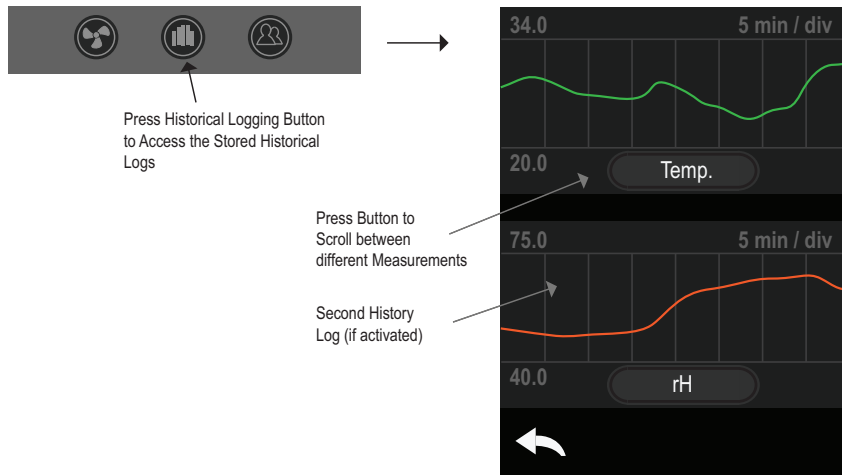 Press Historical Logging Button
to Access the Stored Historical
Logs
34.0 5 min / div
20.0 Temp.
Press Button to
Scroll between
different Measurements
75.0 5 min / div
Second History
Log (if activated)
40.0 rH